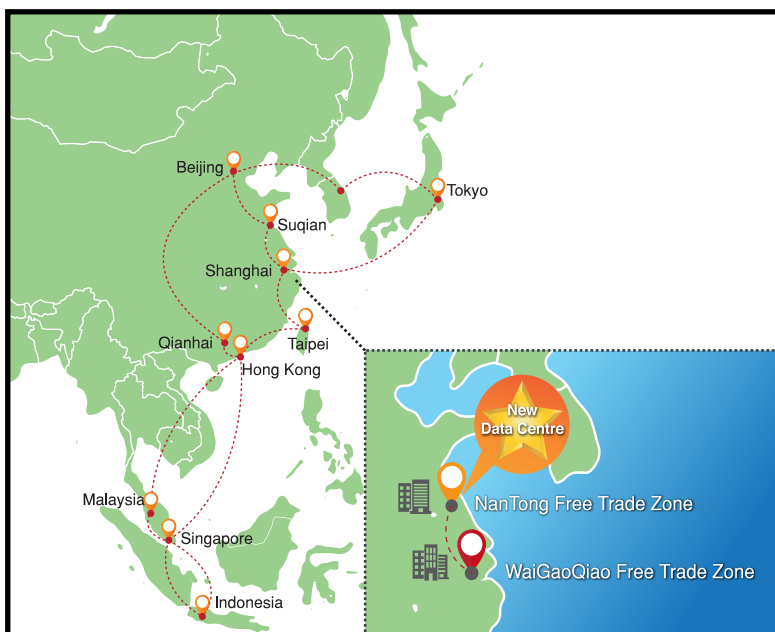 Beijing
Tokyo
Suqian
Shanghai
Qianhai
Taipei
Hong Kong
New
Data Centre
Malaysia
NanTong Free Trade Zone
Singapore
WaiGaoQiao Free Trade Zone
Indonesia